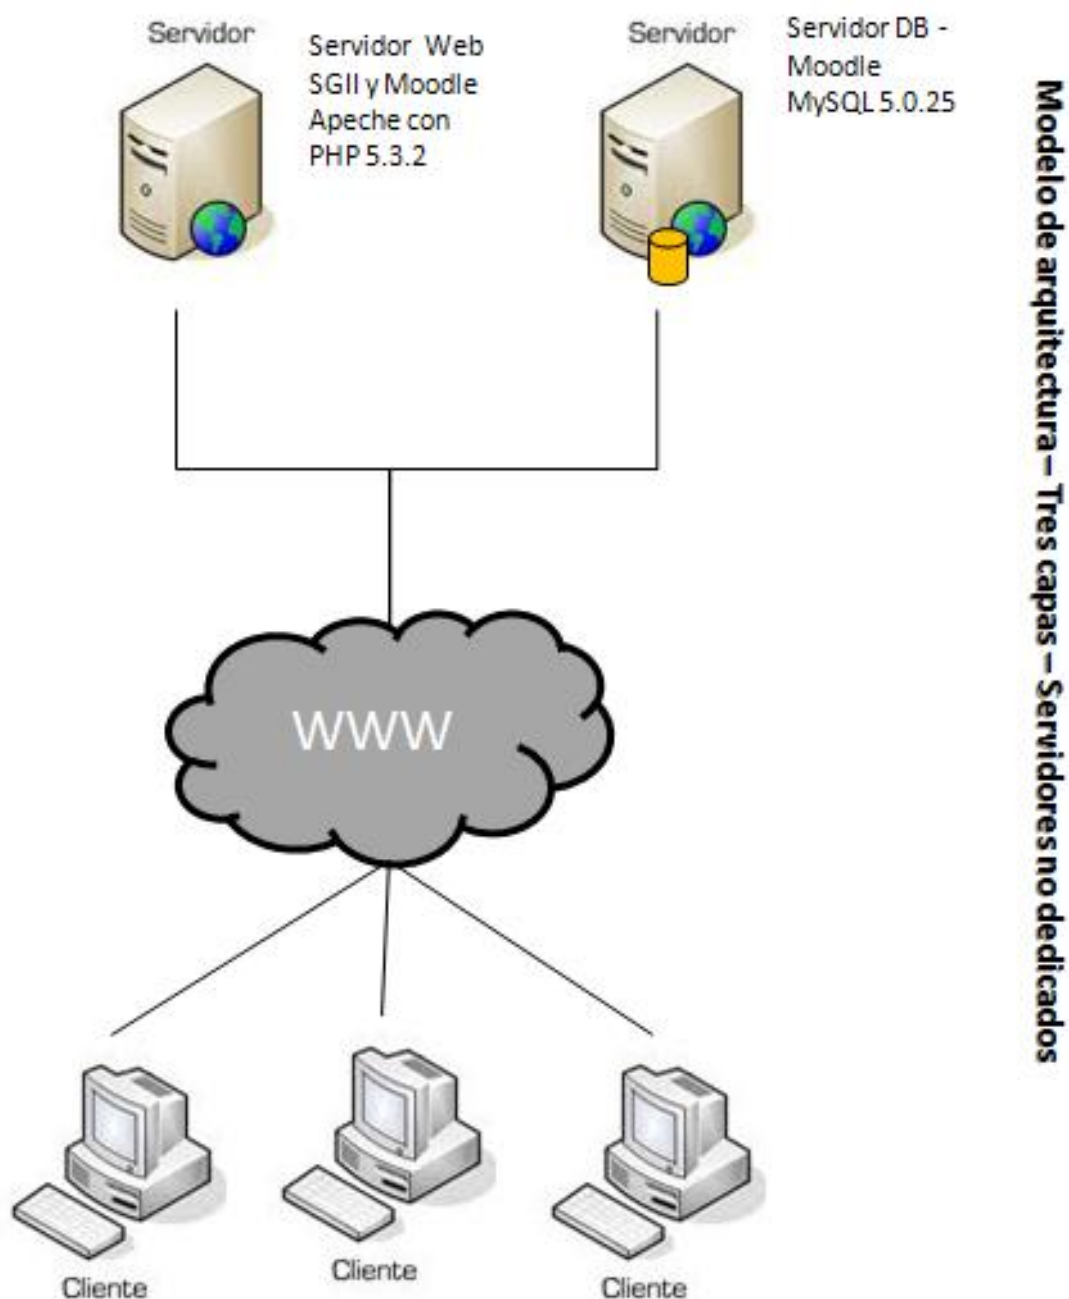 Servidor
Servidor Web
SGII y Moodle
Apeche con
PHP 5.3.2
Servidor
Servidor DB -
Moodle
MySQL 5.0.25
Modelo de arquitectura – Tres capas – Servidores no dedicados
WWW
Cliente
Cliente
Cliente